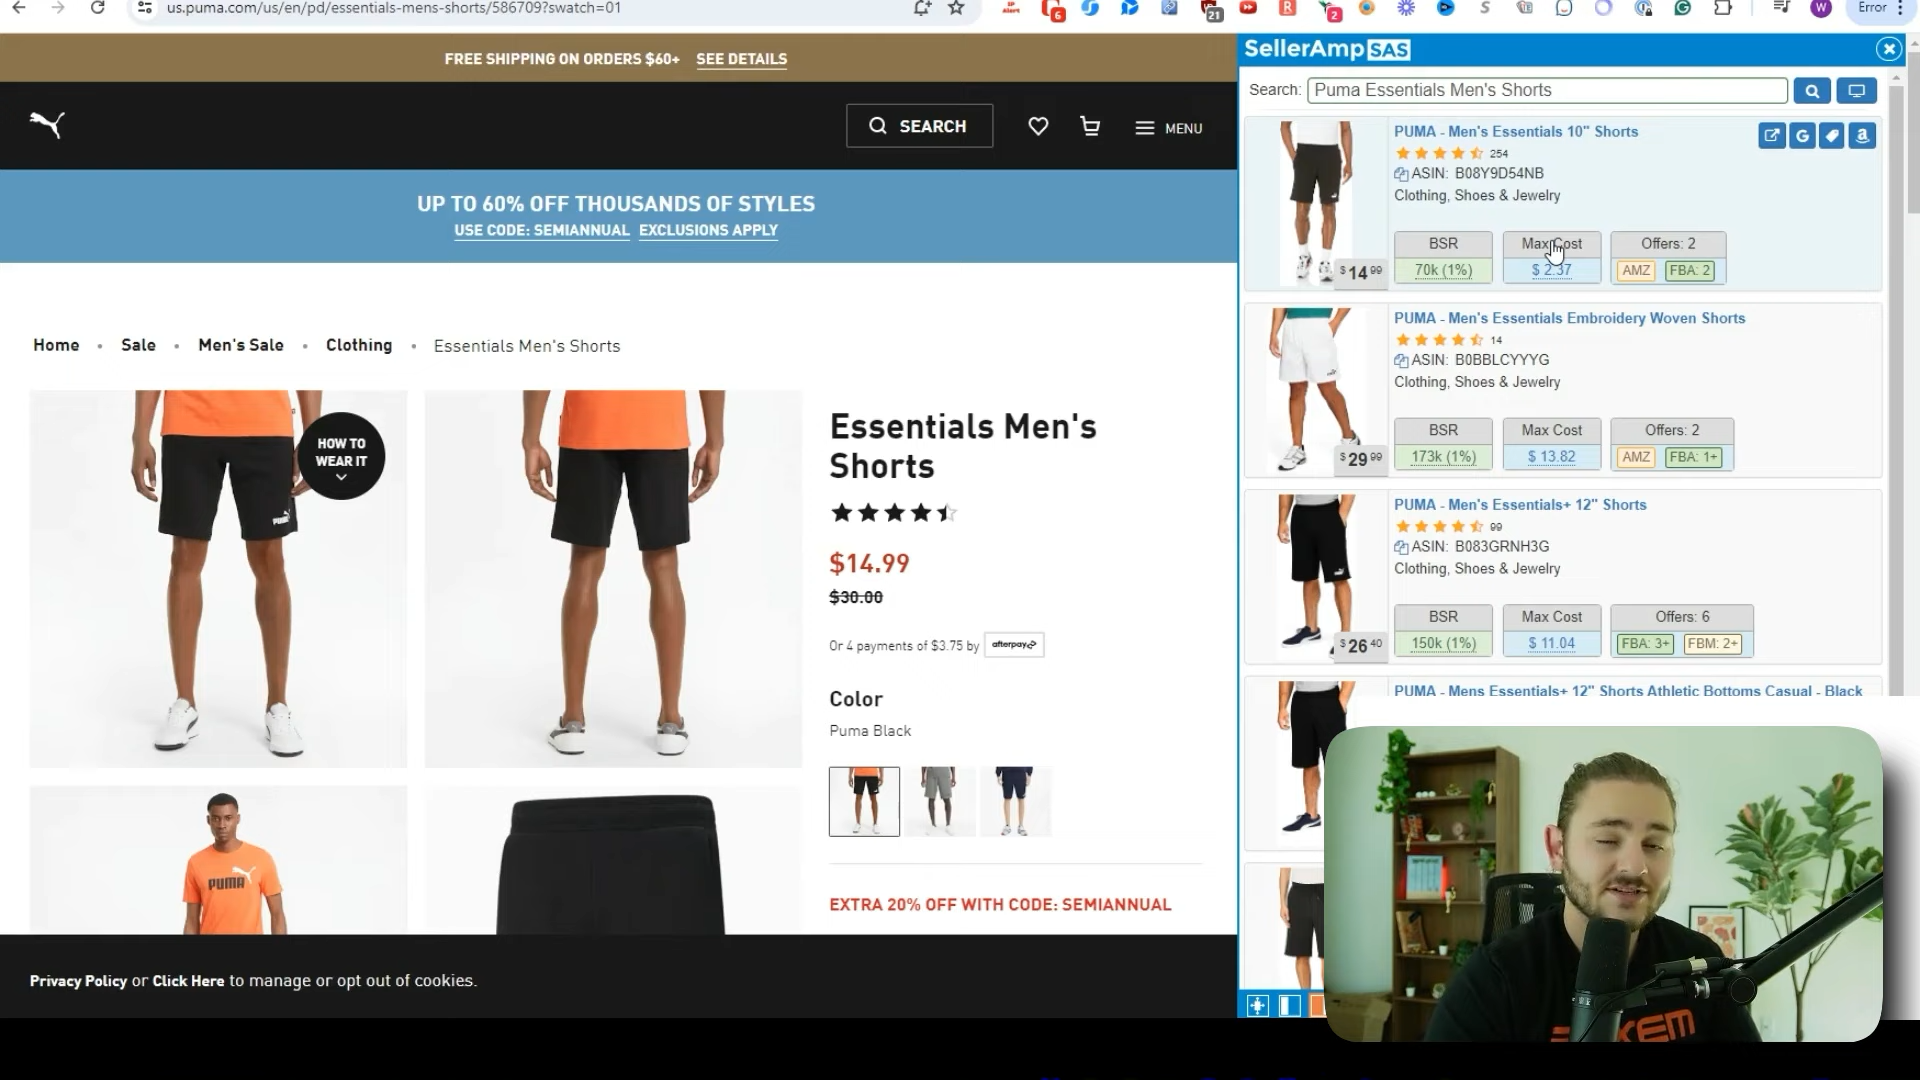 us.puma.com/us/en/pd/essentials-mens-shorts/586709?swatch=01
6
21
2
W
Error
FREE SHIPPING ON ORDERS $60+ SEE DETAILS
SEARCH
MENU
UP TO 60% OFF THOUSANDS OF STYLES
USE CODE: SEMIANNUAL EXCLUSIONS APPLY
Home • Sale • Men's Sale • Clothing • Essentials Men's Shorts
HOW TO
WEAR IT
Essentials Men's
Shorts
$14.99
$30.00
Or 4 payments of $3.75 by afterpay
Color
Puma Black
PUMA
EXTRA 20% OFF WITH CODE: SEMIANNUAL
Privacy Policy or Click Here to manage or opt out of cookies.
SellerAmp SAS
Search: Puma Essentials Men's Shorts
PUMA - Men's Essentials 10" Shorts
254
ASIN: B08Y9D54NB
Clothing, Shoes & Jewelry
BSR Max Cost Offers: 2
$14.99 70k (1%) $ 2.37 AMZ FBA: 2
PUMA - Men's Essentials Embroidery Woven Shorts
14
ASIN: B0BBLCYYYG
Clothing, Shoes & Jewelry
BSR Max Cost Offers: 2
$29.99 173k (1%) $ 13.82 AMZ FBA: 1+
PUMA - Men's Essentials+ 12" Shorts
99
ASIN: B083GRNH3G
Clothing, Shoes & Jewelry
BSR Max Cost Offers: 6
$26.40 150k (1%) $ 11.04 FBA: 3+ FBM: 2+
PUMA - Mens Essentials+ 12" Shorts Athletic Bottoms Casual - Black